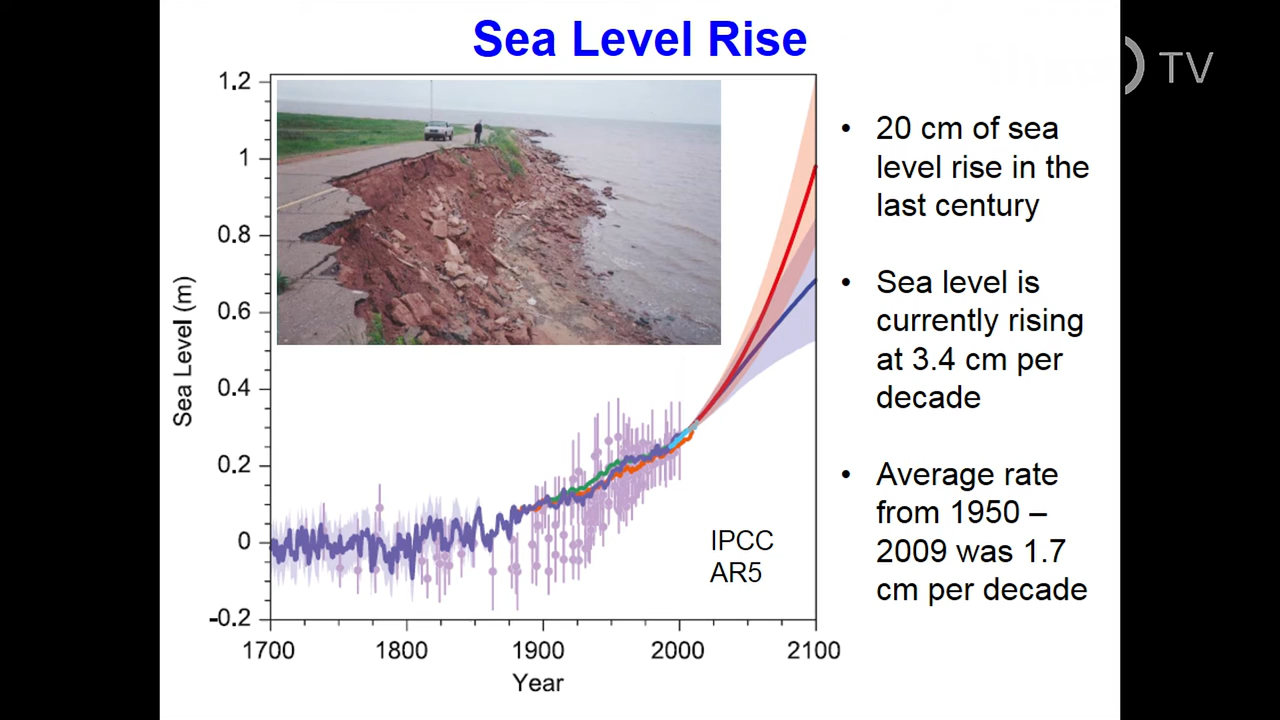 Sea Level Rise
TV
1.2
1
0.8
0.6
0.4
0.2
0
-0.2
Sea Level (m)
1700
1800
1900
2000
2100
Year
IPCC
AR5
• 20 cm of sea
level rise in the
last century
• Sea level is
currently rising
at 3.4 cm per
decade
• Average rate
from 1950 –
2009 was 1.7
cm per decade